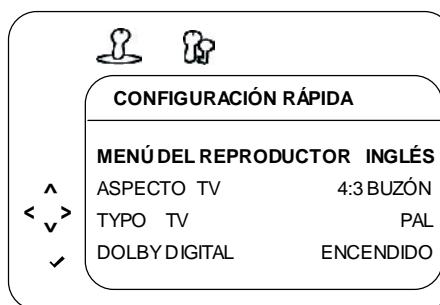 CONFIGURACIÓN RÁPIDA
MENÚ DEL REPRODUCTOR INGLÉS
ASPECTO TV 4:3 BUZÓN
TYPO TV PAL
DOLBY DIGITAL ENCENDIDO